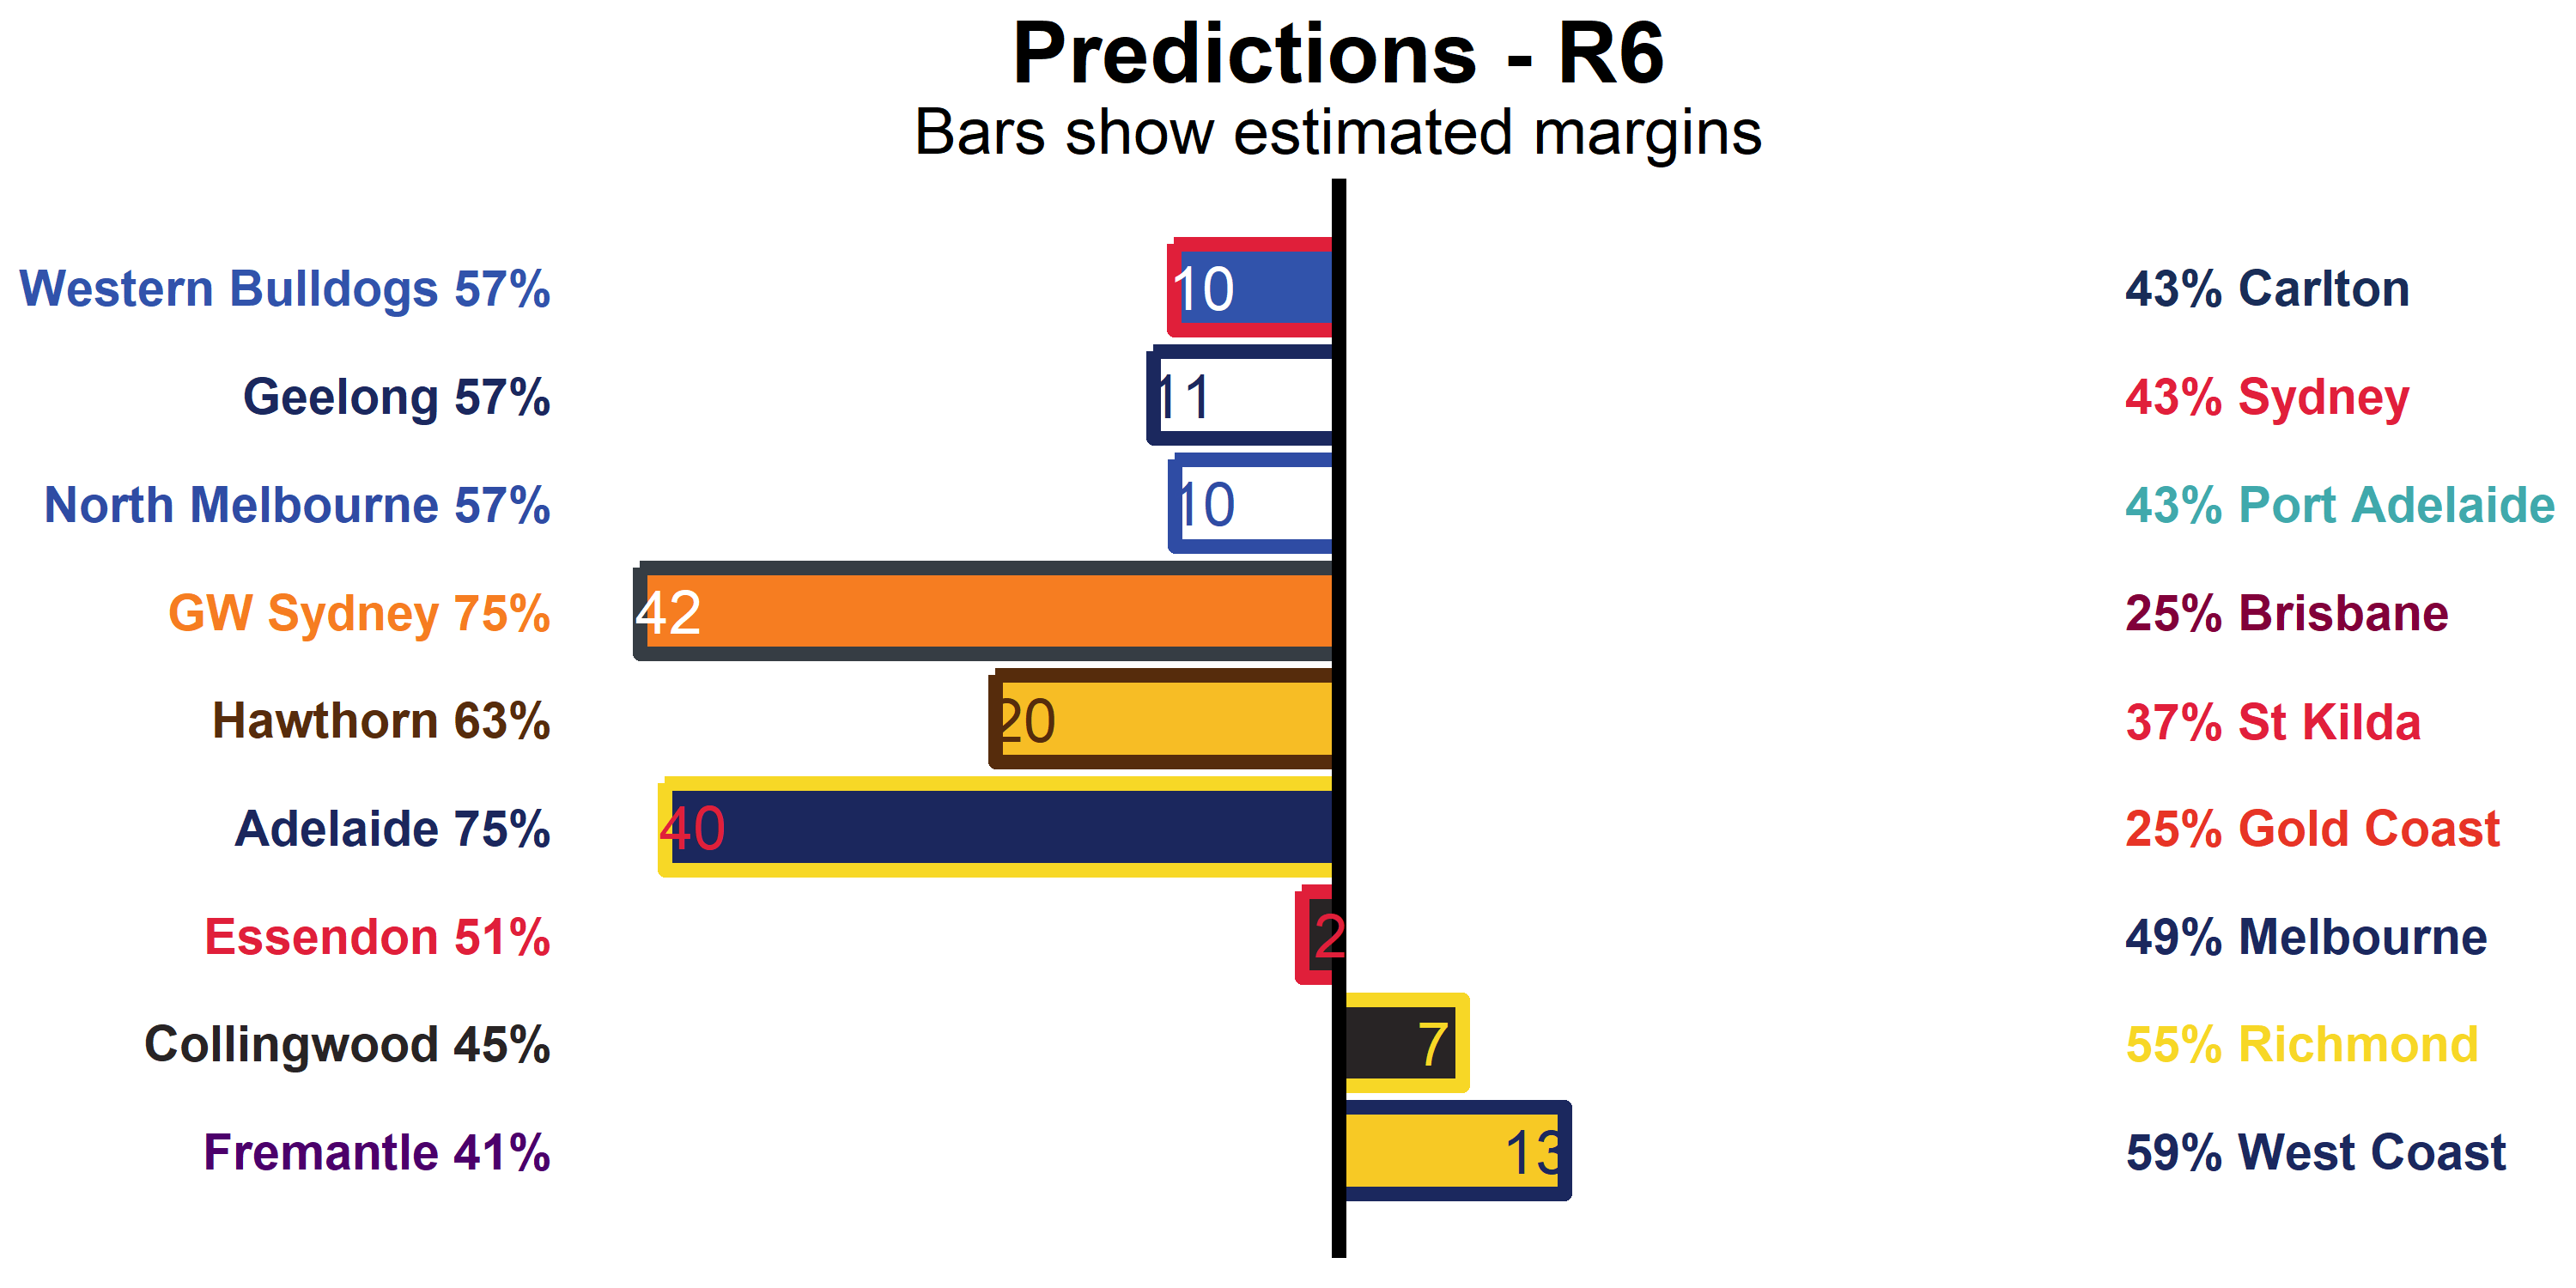 Predictions - R6
Bars show estimated margins
Western Bulldogs 57% 10 43% Carlton
Geelong 57% 11 43% Sydney
North Melbourne 57% 10 43% Port Adelaide
GW Sydney 75% 42 25% Brisbane
Hawthorn 63% 20 37% St Kilda
Adelaide 75% 40 25% Gold Coast
Essendon 51% 2 49% Melbourne
Collingwood 45% 7 55% Richmond
Fremantle 41% 13 59% West Coast